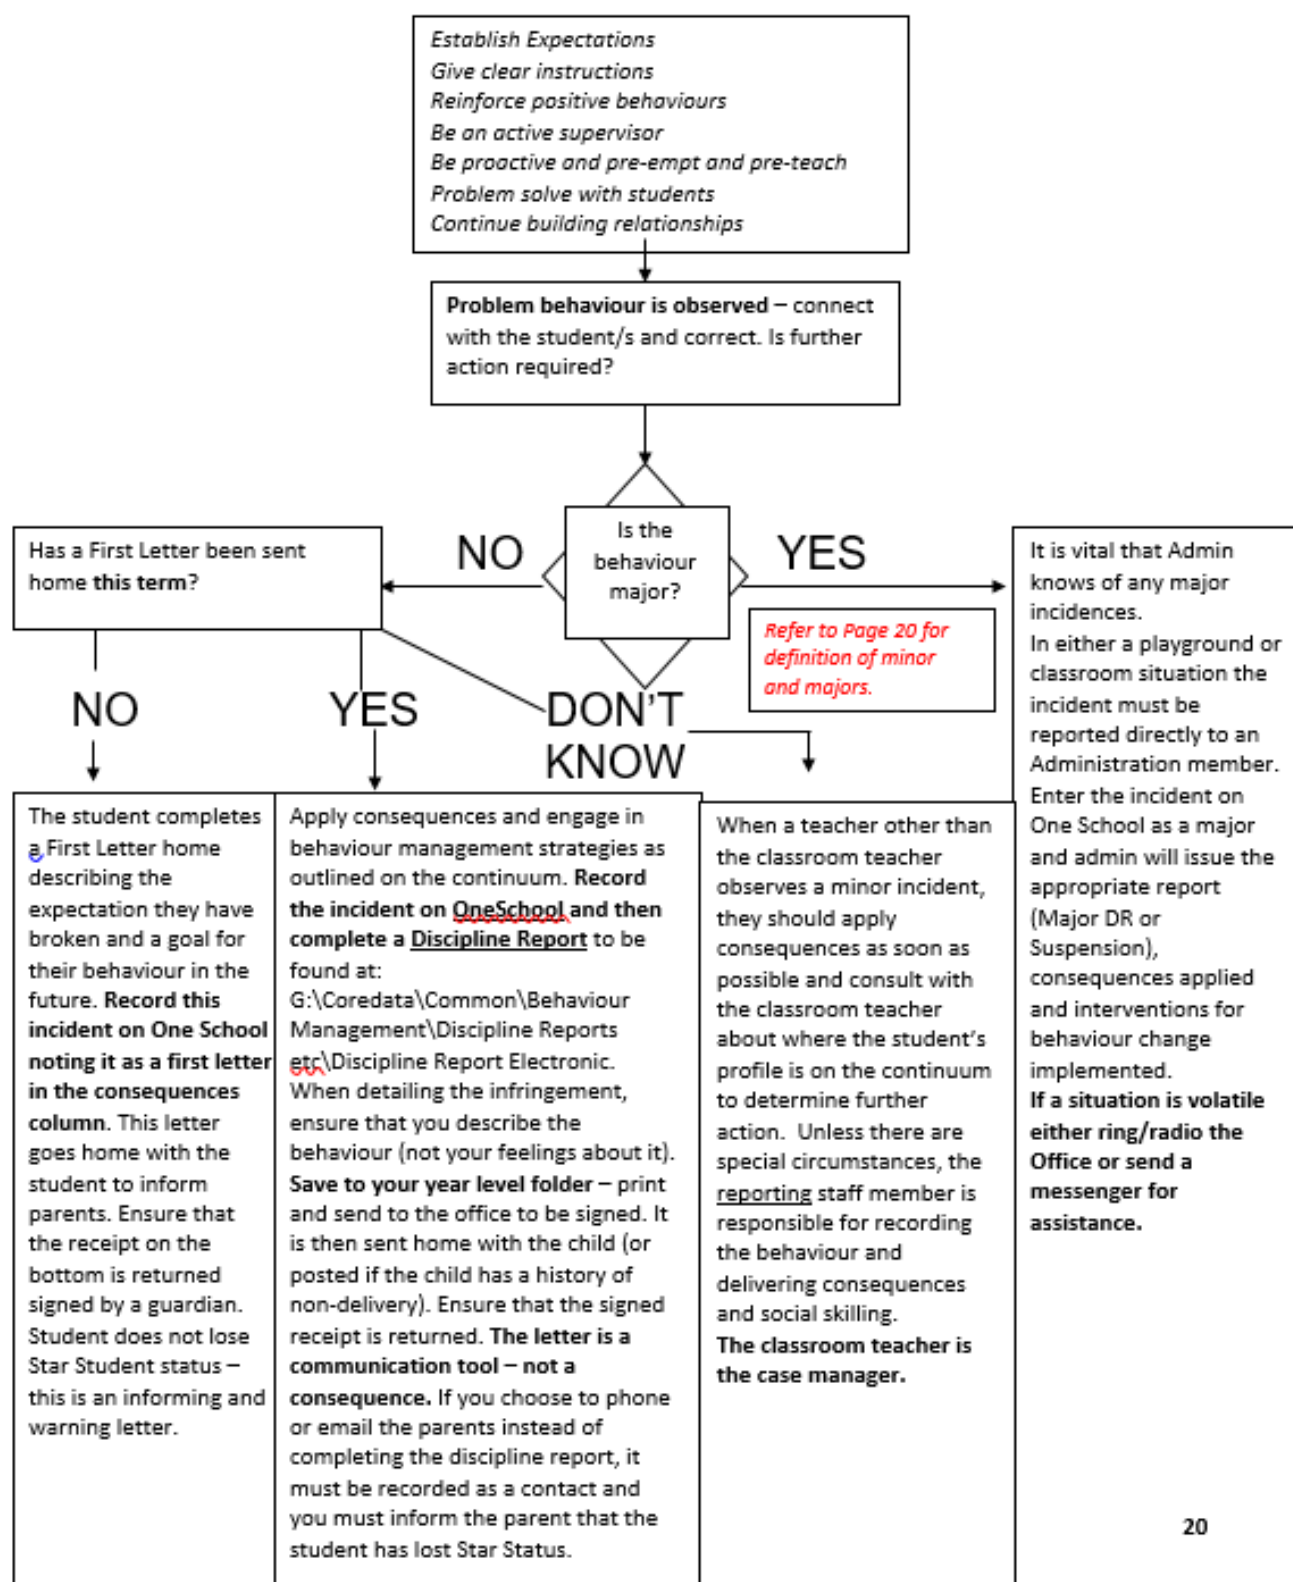 Establish Expectations
Give clear instructions
Reinforce positive behaviours
Be an active supervisor
Be proactive and pre-empt and pre-teach
Problem solve with students
Continue building relationships
Problem behaviour is observed – connect
with the student/s and correct. Is further
action required?
Is the
behaviour
major?
NO
YES
Has a First Letter been sent
home this term?
Refer to Page 20 for
definition of minor
and majors.
NO
YES
DON'T
KNOW
The student completes
a First Letter home
describing the
expectation they have
broken and a goal for
their behaviour in the
future. Record this
incident on One School
noting it as a first letter
in the consequences
column. This letter
goes home with the
student to inform
parents. Ensure that
the receipt on the
bottom is returned
signed by a guardian.
Student does not lose
Star Student status –
this is an informing and
warning letter.
Apply consequences and engage in
behaviour management strategies as
outlined on the continuum. Record
the incident on OneSchool and then
complete a Discipline Report to be
found at:
G:\Coredata\Common\Behaviour
Management\Discipline Reports
etc\Discipline Report Electronic.
When detailing the infringement,
ensure that you describe the
behaviour (not your feelings about it).
Save to your year level folder – print
and send to the office to be signed. It
is then sent home with the child (or
posted if the child has a history of
non-delivery). Ensure that the signed
receipt is returned. The letter is a
communication tool – not a
consequence. If you choose to phone
or email the parents instead of
completing the discipline report, it
must be recorded as a contact and
you must inform the parent that the
student has lost Star Status.
When a teacher other than
the classroom teacher
observes a minor incident,
they should apply
consequences as soon as
possible and consult with
the classroom teacher
about where the student's
profile is on the continuum
to determine further
action. Unless there are
special circumstances, the
reporting staff member is
responsible for recording
the behaviour and
delivering consequences
and social skilling.
The classroom teacher is
the case manager.
It is vital that Admin
knows of any major
incidences.
In either a playground or
classroom situation the
incident must be
reported directly to an
Administration member.
Enter the incident on
One School as a major
and admin will issue the
appropriate report
(Major DR or
Suspension),
consequences applied
and interventions for
behaviour change
implemented.
If a situation is volatile
either ring/radio the
Office or send a
messenger for
assistance.
20